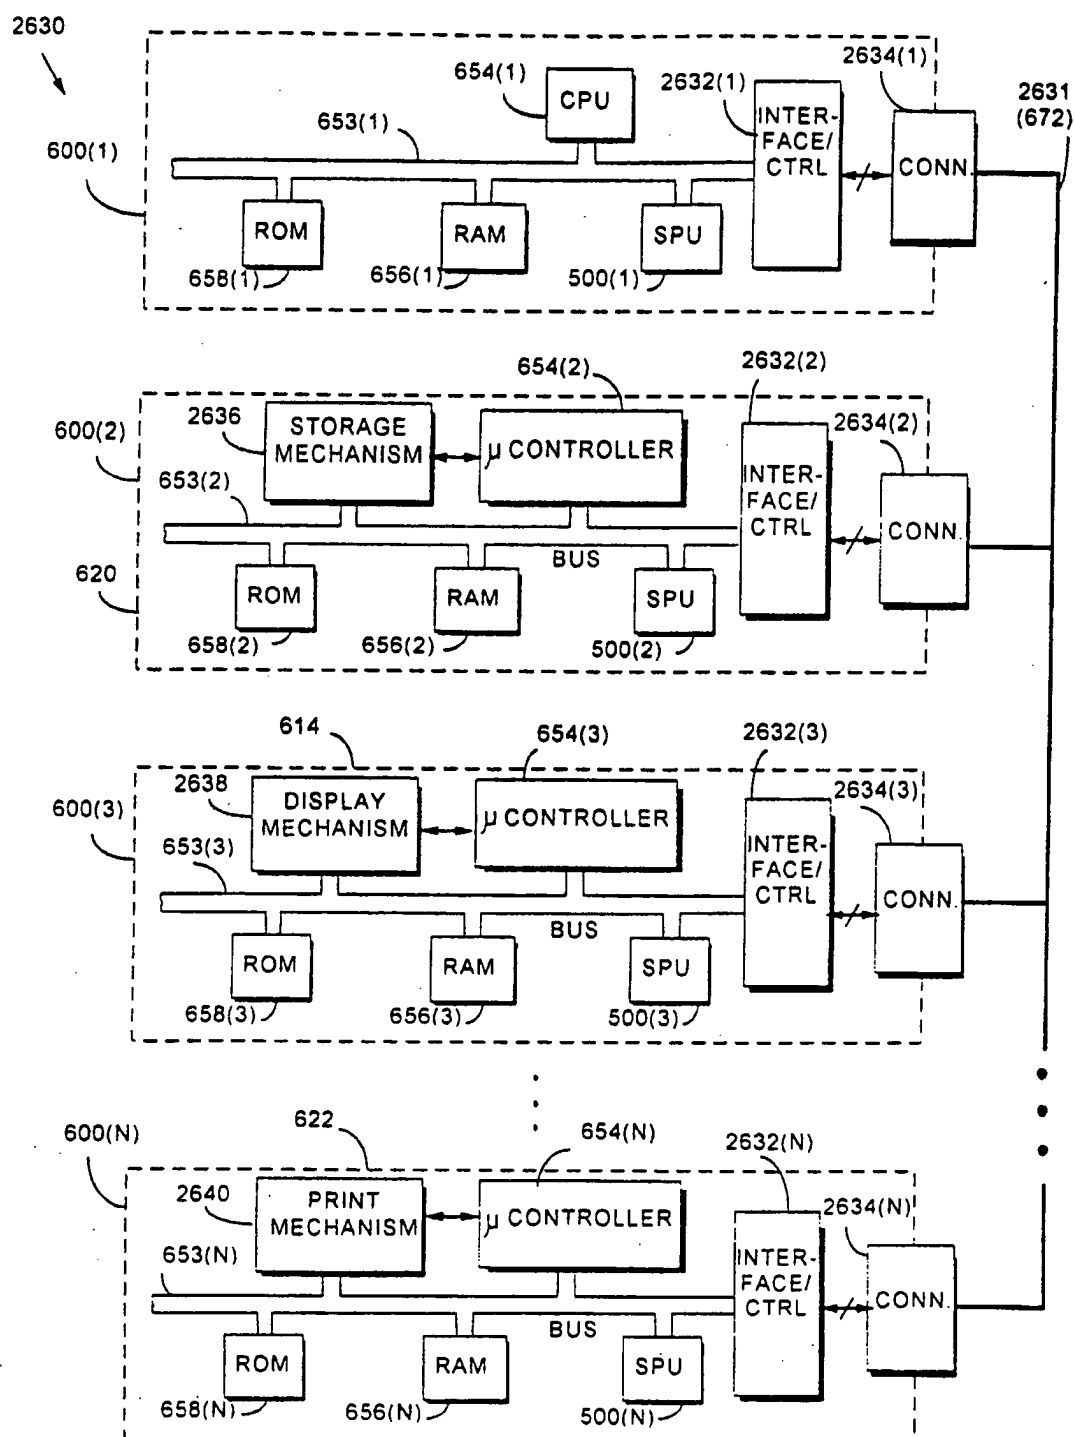 2630
654(1)
2632(1)
2634(1)
2631
(672)
600(1)
653(1)
CPU
INTER-
FACE/
CTRL
CONN.
ROM
RAM
SPU
658(1)
656(1)
500(1)
654(2)
2632(2)
2634(2)
600(2)
2636
STORAGE
MECHANISM
μ CONTROLLER
INTER-
FACE/
CTRL
CONN.
653(2)
BUS
620
ROM
RAM
SPU
658(2)
656(2)
500(2)
614
654(3)
2632(3)
2634(3)
600(3)
2638
DISPLAY
MECHANISM
μ CONTROLLER
INTER-
FACE/
CTRL
CONN.
653(3)
BUS
ROM
RAM
SPU
658(3)
656(3)
500(3)
600(N)
622
654(N)
2632(N)
2634(N)
2640
PRINT
MECHANISM
μ CONTROLLER
INTER-
FACE/
CTRL
CONN.
653(N)
BUS
ROM
RAM
SPU
658(N)
656(N)
500(N)